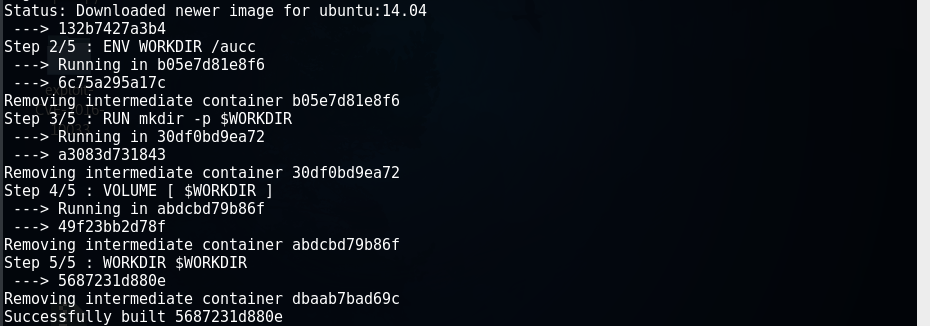 Status: Downloaded newer image for ubuntu:14.04
---> 132b7427a3b4
Step 2/5 : ENV WORKDIR /aucc
---> Running in b05e7d81e8f6
---> 6c75a295a17c
Removing intermediate container b05e7d81e8f6
Step 3/5 : RUN mkdir -p $WORKDIR
---> Running in 30df0bd9ea72
---> a3083d731843
Removing intermediate container 30df0bd9ea72
Step 4/5 : VOLUME [ $WORKDIR ]
---> Running in abdcbd79b86f
---> 49f23bb2d78f
Removing intermediate container abdcbd79b86f
Step 5/5 : WORKDIR $WORKDIR
---> 5687231d880e
Removing intermediate container dbaab7bad69c
Successfully built 5687231d880e